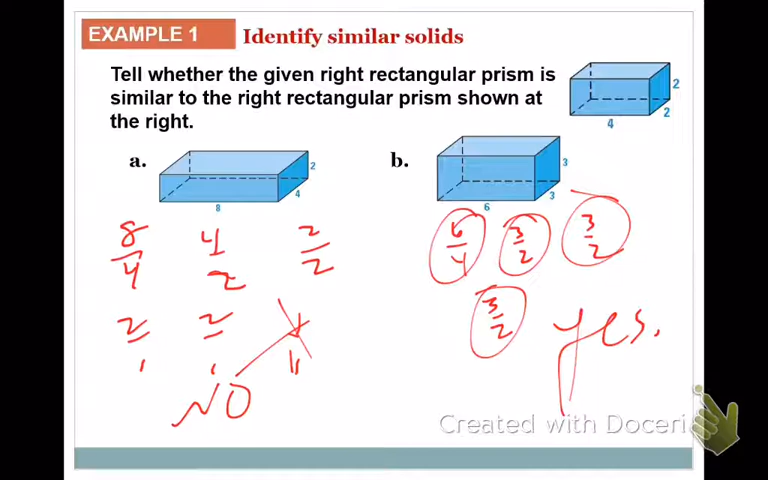 EXAMPLE 1 Identify similar solids
Tell whether the given right rectangular prism is
similar to the right rectangular prism shown at
the right.
2
2
4
a.
2
4
8
b.
3
3
6
8/4 4/2 2/2
2/1 2/1
NO
6/4 3/2 3/2
3/2 yes.
Created with Doceri